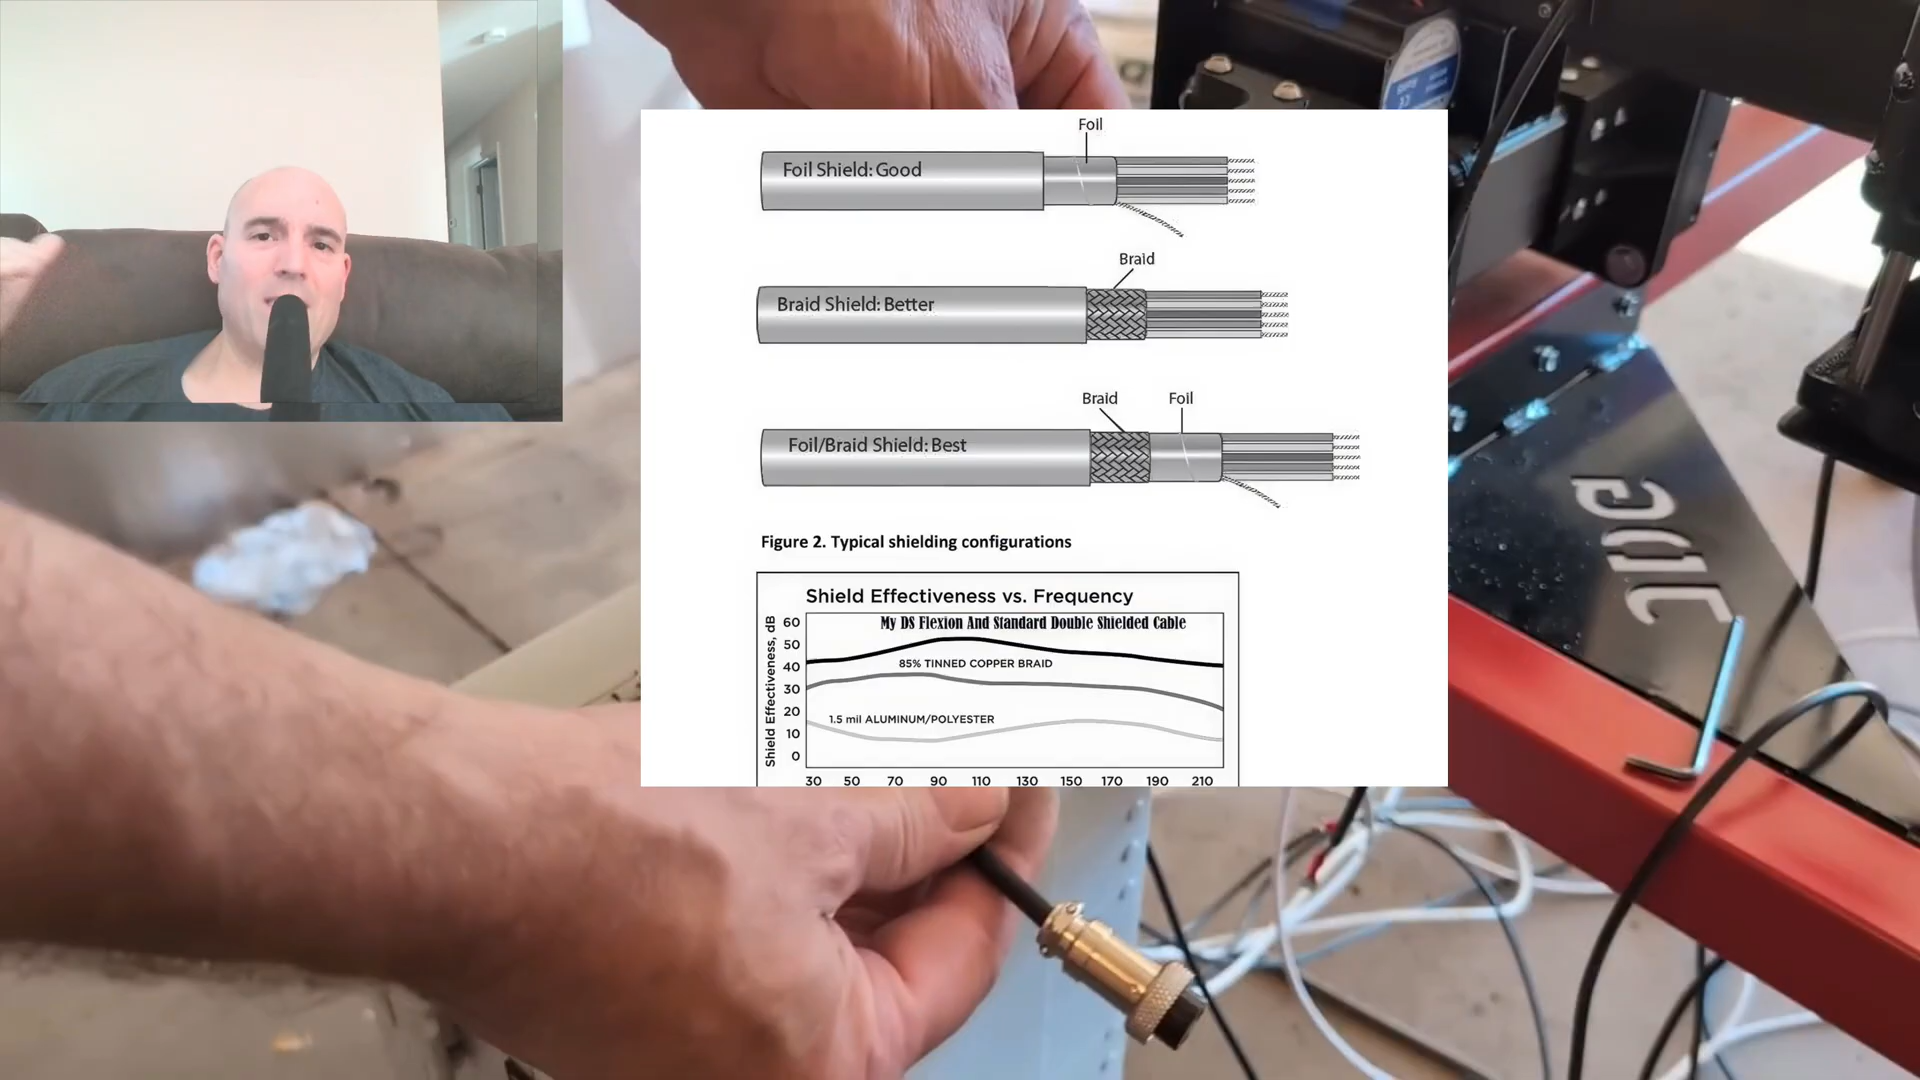 Foil
Foil Shield: Good
Braid
Braid Shield: Better
Braid Foil
Foil/Braid Shield: Best
Figure 2. Typical shielding configurations
Shield Effectiveness vs. Frequency
My DS Flexion And Standard Double Shielded Cable
85% TINNED COPPER BRAID
1.5 mil ALUMINUM/POLYESTER
Shield Effectiveness, dB
60
50
40
30
20
10
0
30 50 70 90 110 130 150 170 190 210